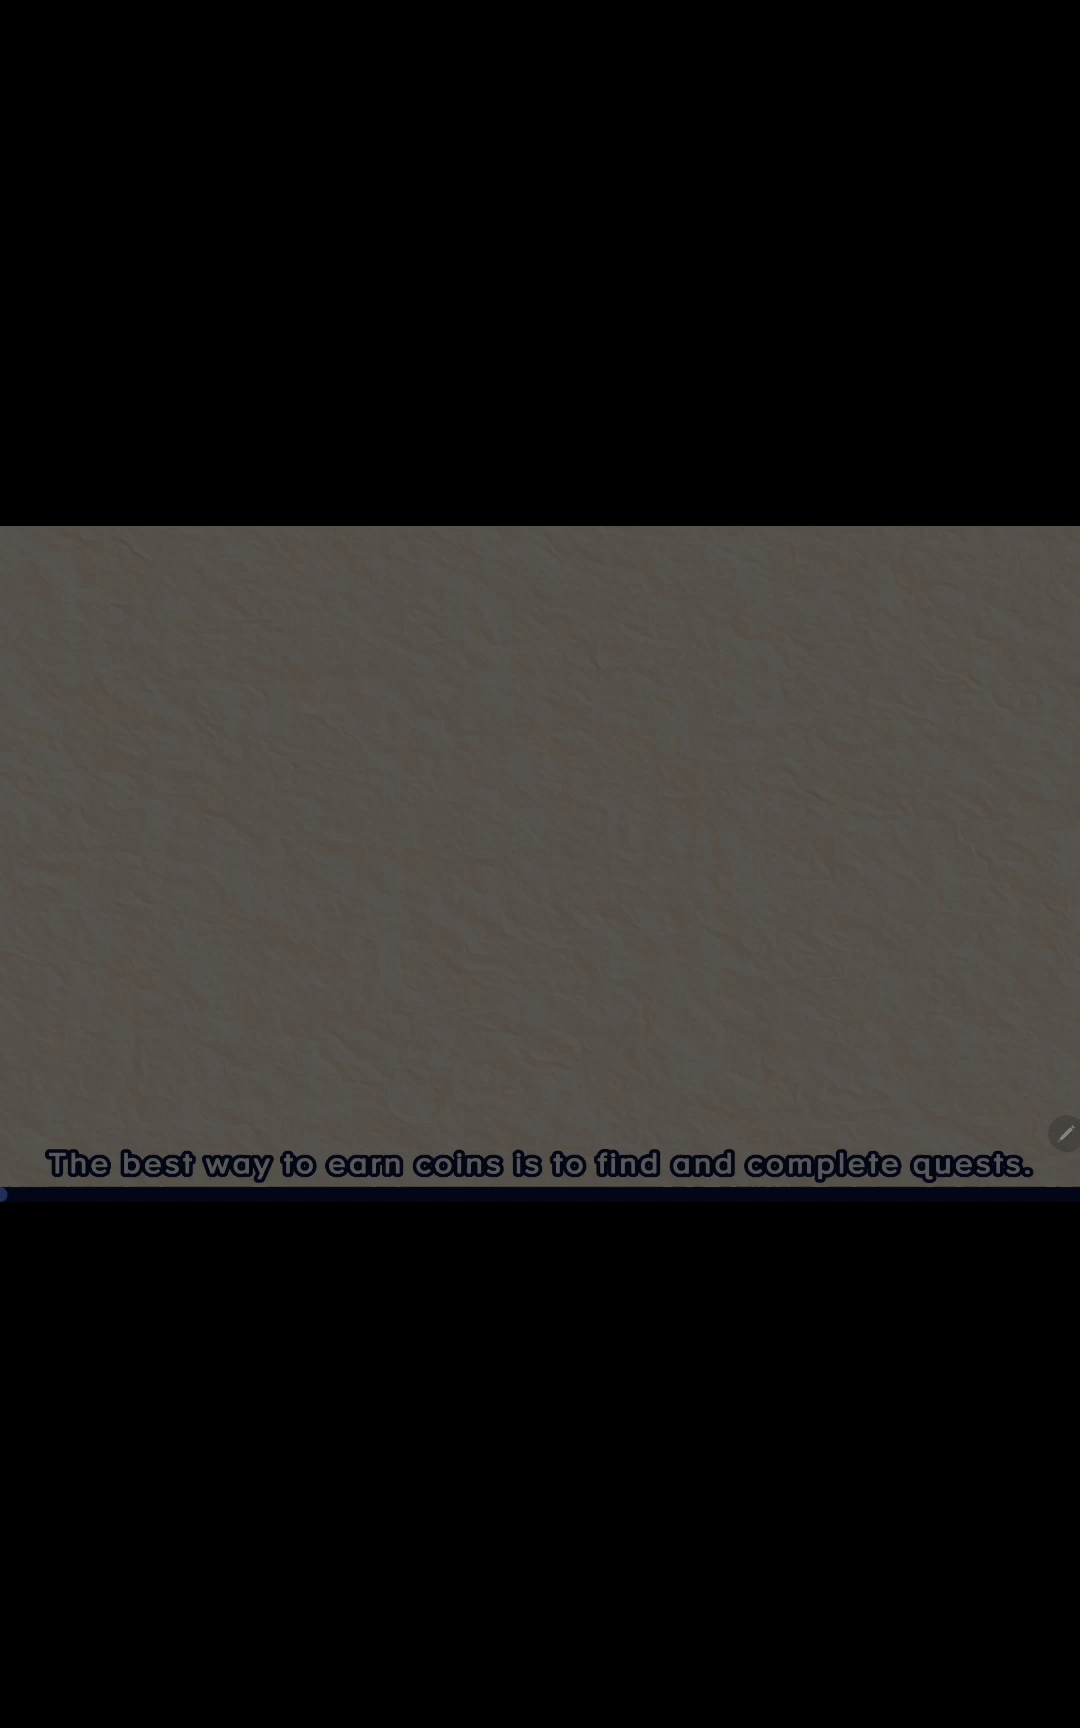 The best way to earn coins is to find and complete quests.